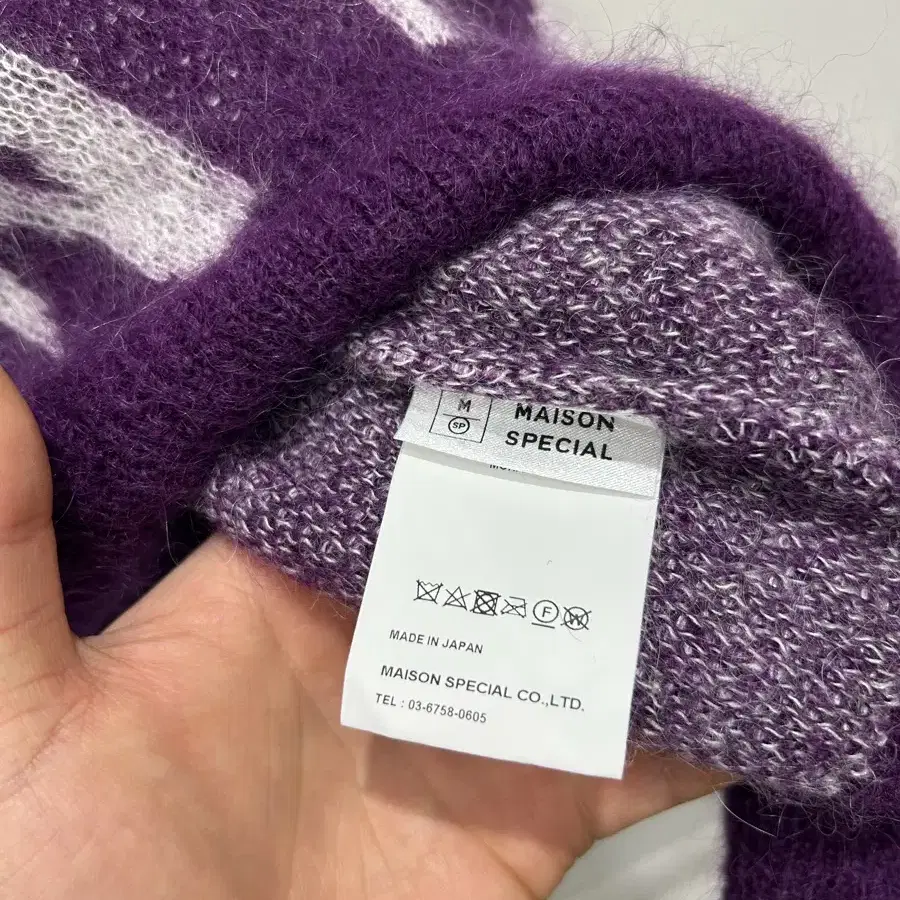 M
SP
MAISON
SPECIAL
F
W
MADE IN JAPAN
MAISON SPECIAL CO.,LTD.
TEL : 03-6758-0605